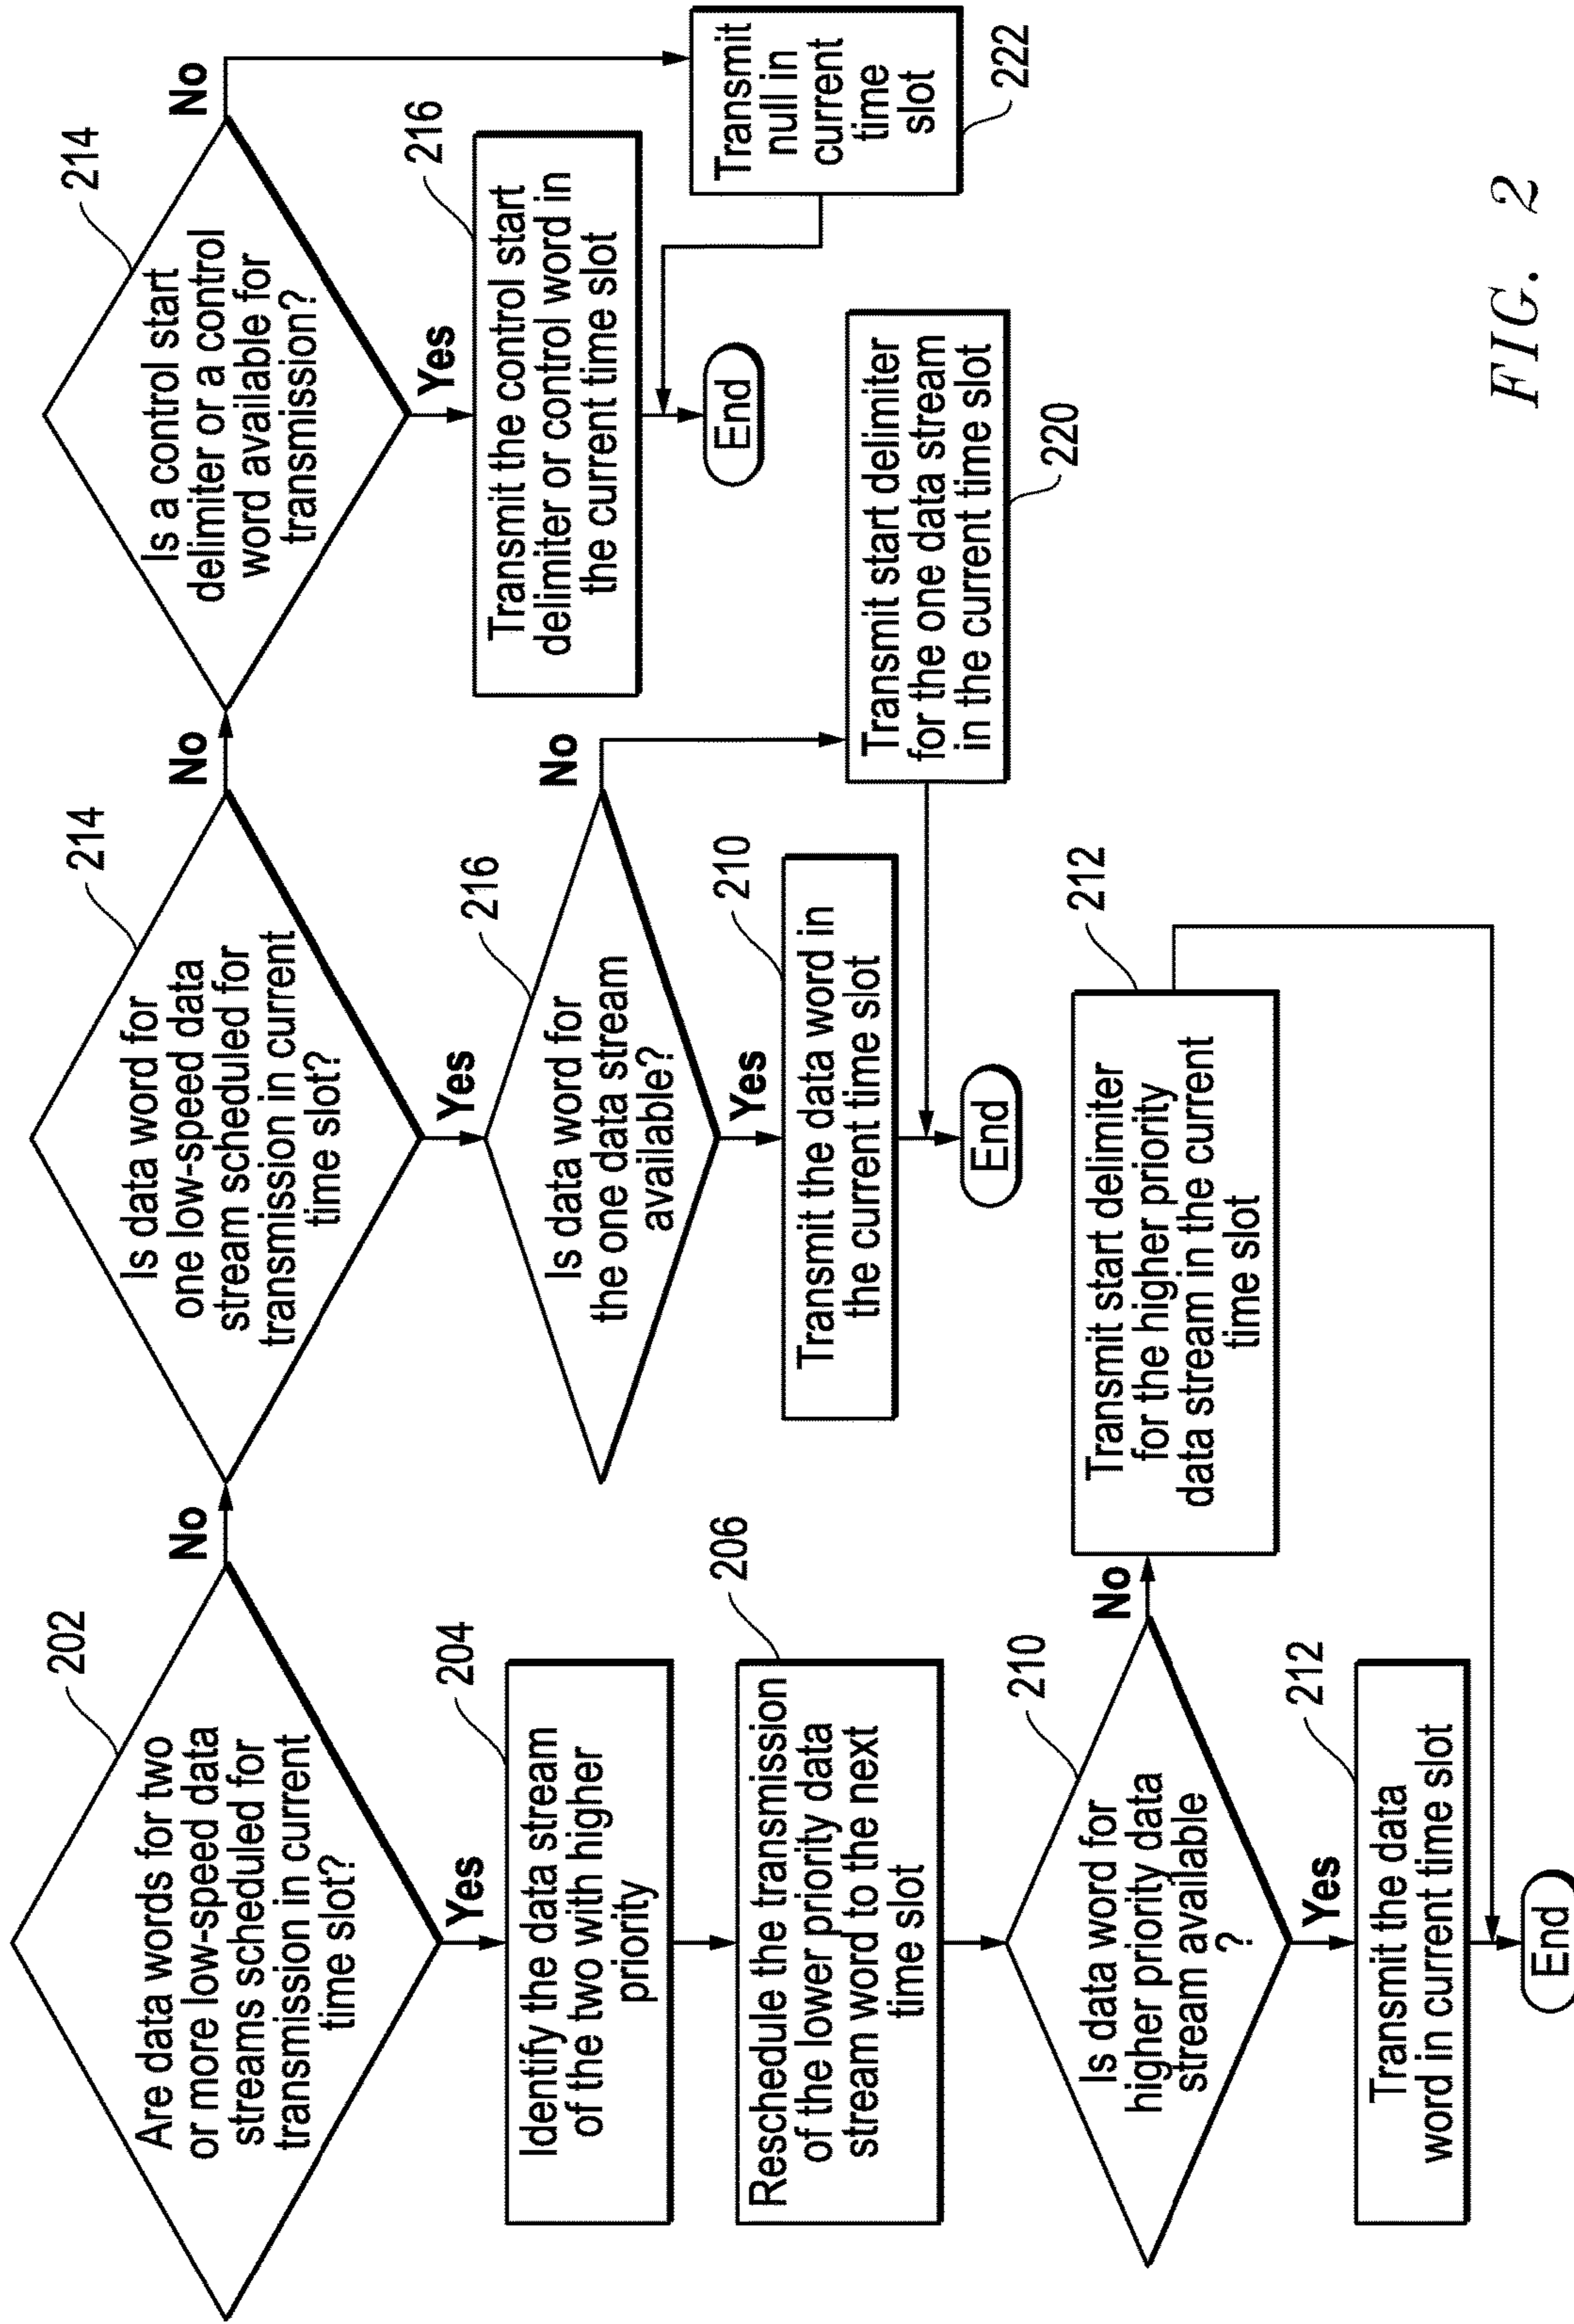 202
Are data words for two
or more low-speed data
streams scheduled for
transmission in current
time slot?
No
Yes
204
Identify the data stream
of the two with higher
priority
206
Reschedule the transmission
of the lower priority data
stream word to the next
time slot
210
Is data word for
higher priority data
stream available
?
No
Yes
212
Transmit the data
word in current time slot
End
212
Transmit start delimiter
for the higher priority
data stream in the current
time slot
214
Is data word for
one low-speed data
stream scheduled for
transmission in current
time slot?
No
Yes
216
Is data word for
the one data stream
available?
No
Yes
210
Transmit the data word in
the current time slot
End
220
Transmit start delimiter
for the one data stream
in the current time slot
214
Is a control start
delimiter or a control
word available for
transmission?
No
Yes
216
Transmit the control start
delimiter or control word in
the current time slot
End
Transmit
null in
current
time
slot
222
FIG. 2